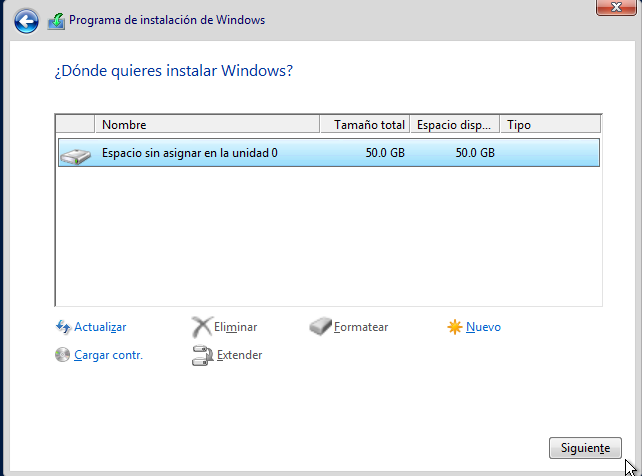 Programa de instalación de Windows
¿Dónde quieres instalar Windows?
Nombre Tamaño total Espacio disp... Tipo
Espacio sin asignar en la unidad 0 50.0 GB 50.0 GB
Actualizar Eliminar Formatear Nuevo
Cargar contr. Extender
Siguiente